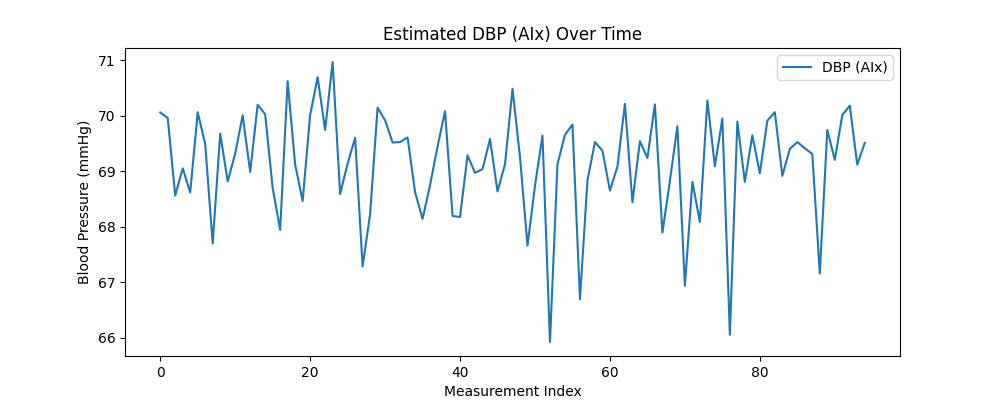 Estimated DBP (AIx) Over Time
DBP (AIx)
Blood Pressure (mmHg)
71
70
69
68
67
66
0 20 40 60 80
Measurement Index